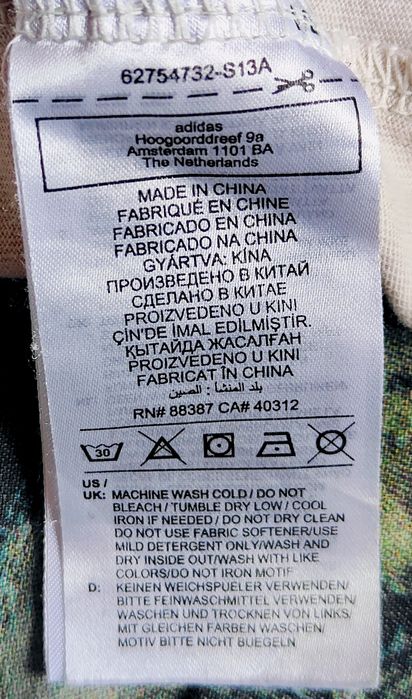 62754732-S13A
adidas
Hoogoorddreef 9a
Amsterdam 1101 BA
The Netherlands
MADE IN CHINA
FABRIQUÉ EN CHINE
FABRICADO EN CHINA
FABRICADO NA CHINA
GYÁRTVA: KÍNA
ПРОИЗВЕДЕНО В КИТАЙ
СДЕЛАНО В КИТАЕ
PROIZVEDENO U KINI
ÇİN'DE IMAL EDİLMİŞTİR.
ҚЫТАЙДА ЖАСАЛҒАН
PROIZVEDENO U KINI
FABRICAT ÎN CHINA
بلد المنشأ : الصين
RN# 88387 CA# 40312
30
US /
UK: MACHINE WASH COLD / DO NOT
BLEACH / TUMBLE DRY LOW / COOL
IRON IF NEEDED / DO NOT DRY CLEAN
DO NOT USE FABRIC SOFTENER/USE
MILD DETERGENT ONLY/WASH AND
DRY INSIDE OUT/WASH WITH LIKE
COLORS/DO NOT IRON MOTIF
D: KEINEN WEICHSPUELER VERWENDEN/
BITTE FEINWASCHMITTEL VERWENDEN/
WASCHEN UND TROCKNEN VON LINKS/
MIT GLEICHEN FARBEN WASCHEN/
MOTIV BITTE NICHT BUEGELN